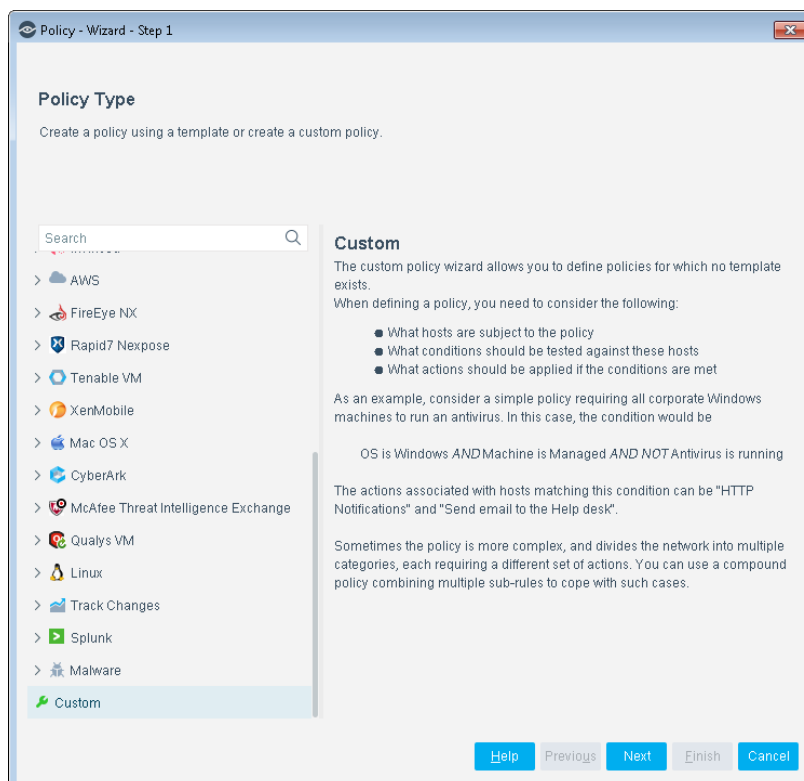 Policy - Wizard - Step 1
Policy Type
Create a policy using a template or create a custom policy.
Search
AWS
FireEye NX
Rapid7 Nexpose
Tenable VM
XenMobile
Mac OS X
CyberArk
McAfee Threat Intelligence Exchange
Qualys VM
Linux
Track Changes
Splunk
Malware
Custom
Custom
The custom policy wizard allows you to define policies for which no template
exists.
When defining a policy, you need to consider the following:
What hosts are subject to the policy
What conditions should be tested against these hosts
What actions should be applied if the conditions are met
As an example, consider a simple policy requiring all corporate Windows
machines to run an antivirus. In this case, the condition would be
OS is Windows AND Machine is Managed AND NOT Antivirus is running
The actions associated with hosts matching this condition can be "HTTP
Notifications" and "Send email to the Help desk".
Sometimes the policy is more complex, and divides the network into multiple
categories, each requiring a different set of actions. You can use a compound
policy combining multiple sub-rules to cope with such cases.
Help Previous Next Finish Cancel